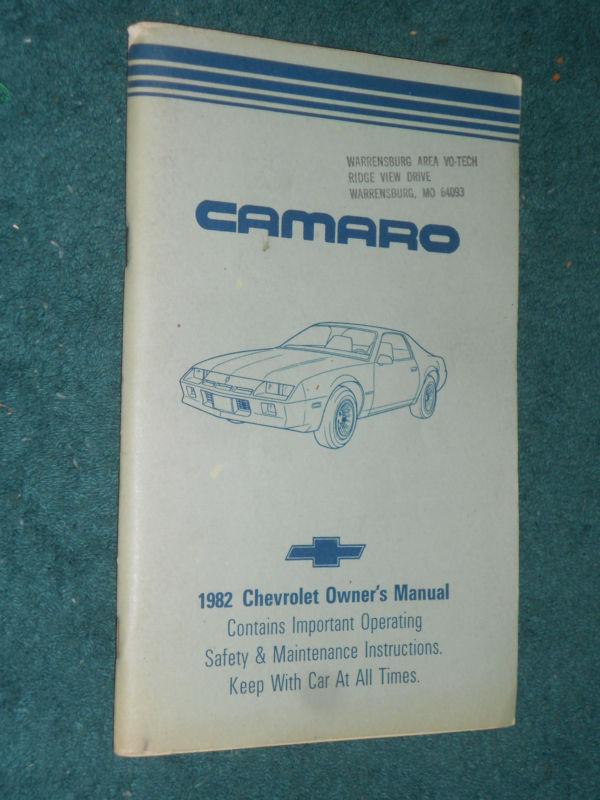 WARRENSBURG AREA VO-TECH
RIDGE VIEW DRIVE
WARRENSBURG, MO 64093
CAMARO
1982 Chevrolet Owner's Manual
Contains Important Operating
Safety & Maintenance Instructions.
Keep With Car At All Times.